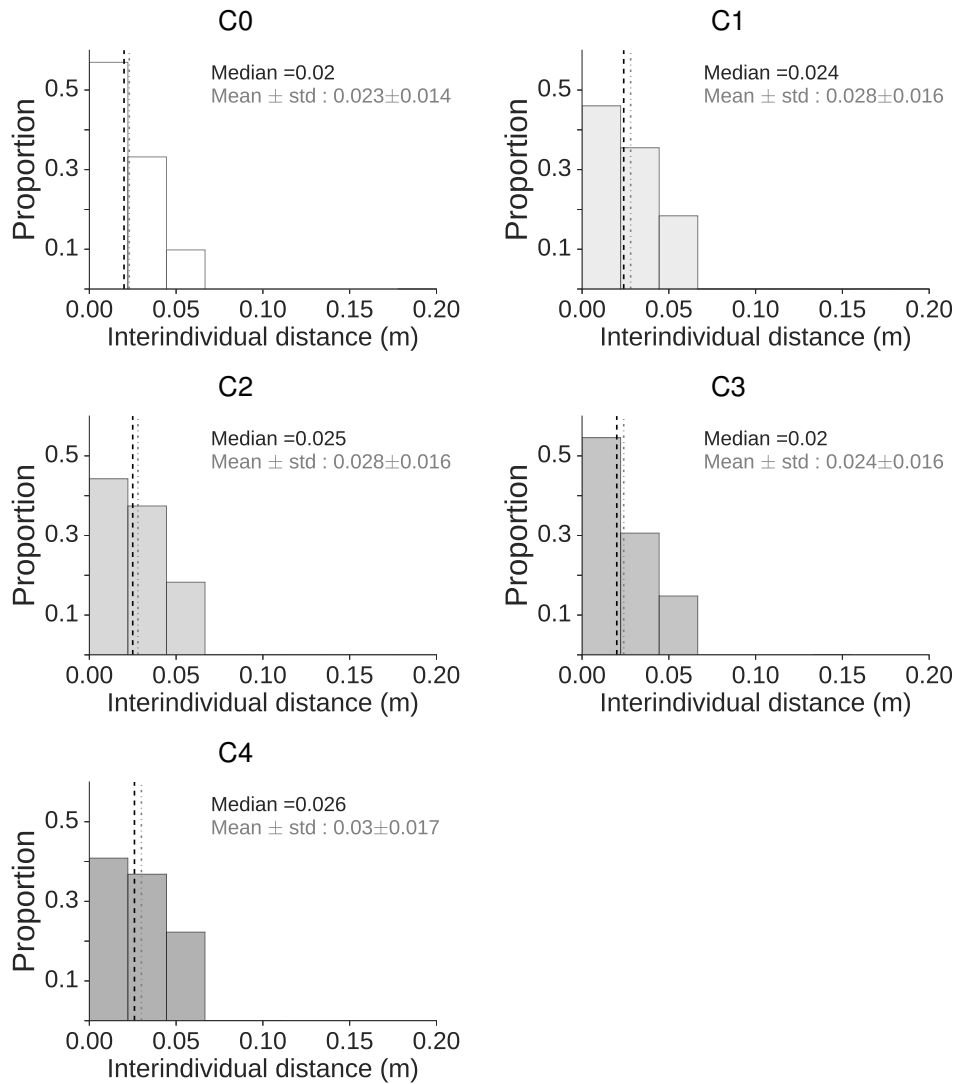 C0
Median =0.02
Mean ± std : 0.023±0.014
Proportion
0.5
0.3
0.1
0.00 0.05 0.10 0.15 0.20
Interindividual distance (m)
C1
Median =0.024
Mean ± std : 0.028±0.016
Proportion
0.5
0.3
0.1
0.00 0.05 0.10 0.15 0.20
Interindividual distance (m)
C2
Median =0.025
Mean ± std : 0.028±0.016
Proportion
0.5
0.3
0.1
0.00 0.05 0.10 0.15 0.20
Interindividual distance (m)
C3
Median =0.02
Mean ± std : 0.024±0.016
Proportion
0.5
0.3
0.1
0.00 0.05 0.10 0.15 0.20
Interindividual distance (m)
C4
Median =0.026
Mean ± std : 0.03±0.017
Proportion
0.5
0.3
0.1
0.00 0.05 0.10 0.15 0.20
Interindividual distance (m)